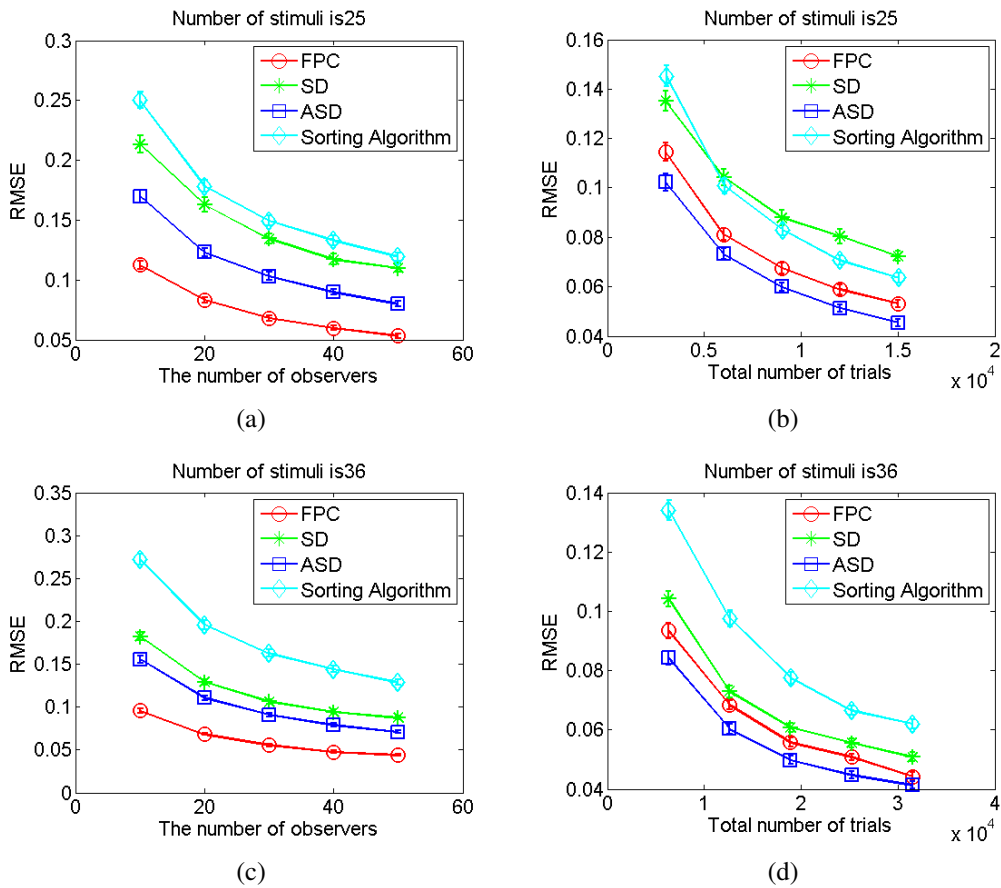 Number of stimuli is25
RMSE
0.3
0.25
0.2
0.15
0.1
0.05
0 20 40 60
The number of observers
FPC
SD
ASD
Sorting Algorithm
(a)
Number of stimuli is25
RMSE
0.16
0.14
0.12
0.1
0.08
0.06
0.04
0 0.5 1 1.5 2
Total number of trials
x 10^4
FPC
SD
ASD
Sorting Algorithm
(b)
Number of stimuli is36
RMSE
0.35
0.3
0.25
0.2
0.15
0.1
0.05
0
0 20 40 60
The number of observers
FPC
SD
ASD
Sorting Algorithm
(c)
Number of stimuli is36
RMSE
0.14
0.12
0.1
0.08
0.06
0.04
0 1 2 3 4
Total number of trials
x 10^4
FPC
SD
ASD
Sorting Algorithm
(d)